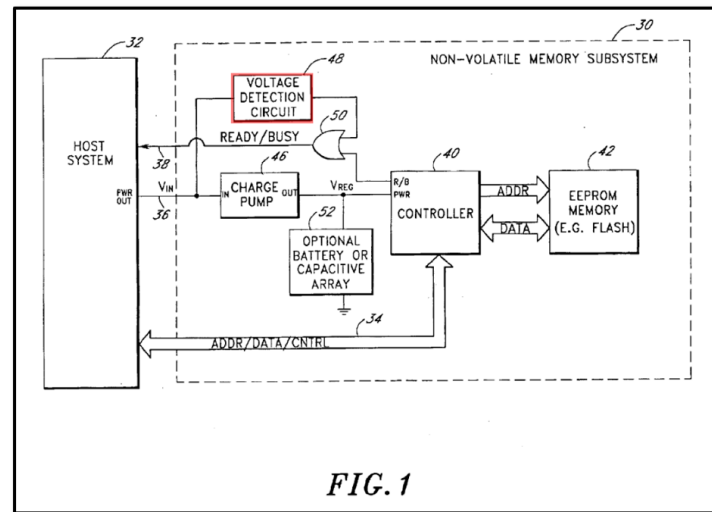 30
NON-VOLATILE MEMORY SUBSYSTEM
32
HOST
SYSTEM
48
VOLTAGE
DETECTION
CIRCUIT
50
READY/BUSY
38
46
40
42
PWR
OUT
VIN
36
IN
CHARGE
PUMP
OUT
VREG
R/B
PWR
CONTROLLER
ADDR
DATA
EEPROM
MEMORY
(E.G. FLASH)
52
OPTIONAL
BATTERY OR
CAPACITIVE
ARRAY
34
ADDR/DATA/CNTRL
FIG. 1